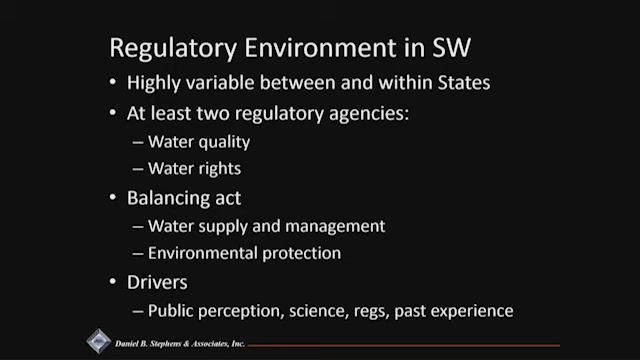 Regulatory Environment in SW
• Highly variable between and within States
• At least two regulatory agencies:
– Water quality
– Water rights
• Balancing act
– Water supply and management
– Environmental protection
• Drivers
– Public perception, science, regs, past experience
Daniel B. Stephens & Associates, Inc.